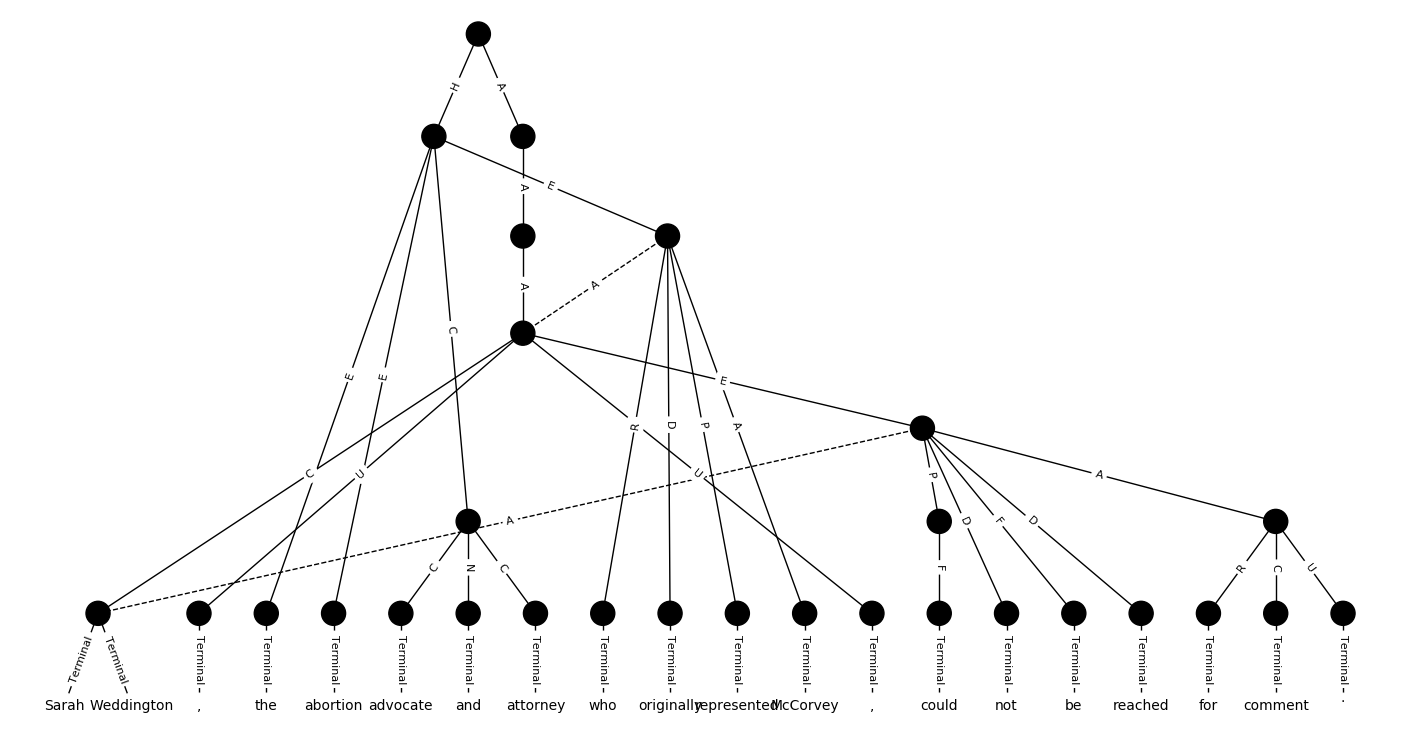 H A
A E
A A
C E E C U R D P A E U
A P D F D A
C N C F R C U
Terminal Terminal Terminal Terminal Terminal Terminal Terminal Terminal Terminal Terminal Terminal Terminal Terminal Terminal Terminal Terminal Terminal Terminal Terminal Terminal
Sarah Weddington , the abortion advocate and attorney who originally represented McCorvey , could not be reached for comment .